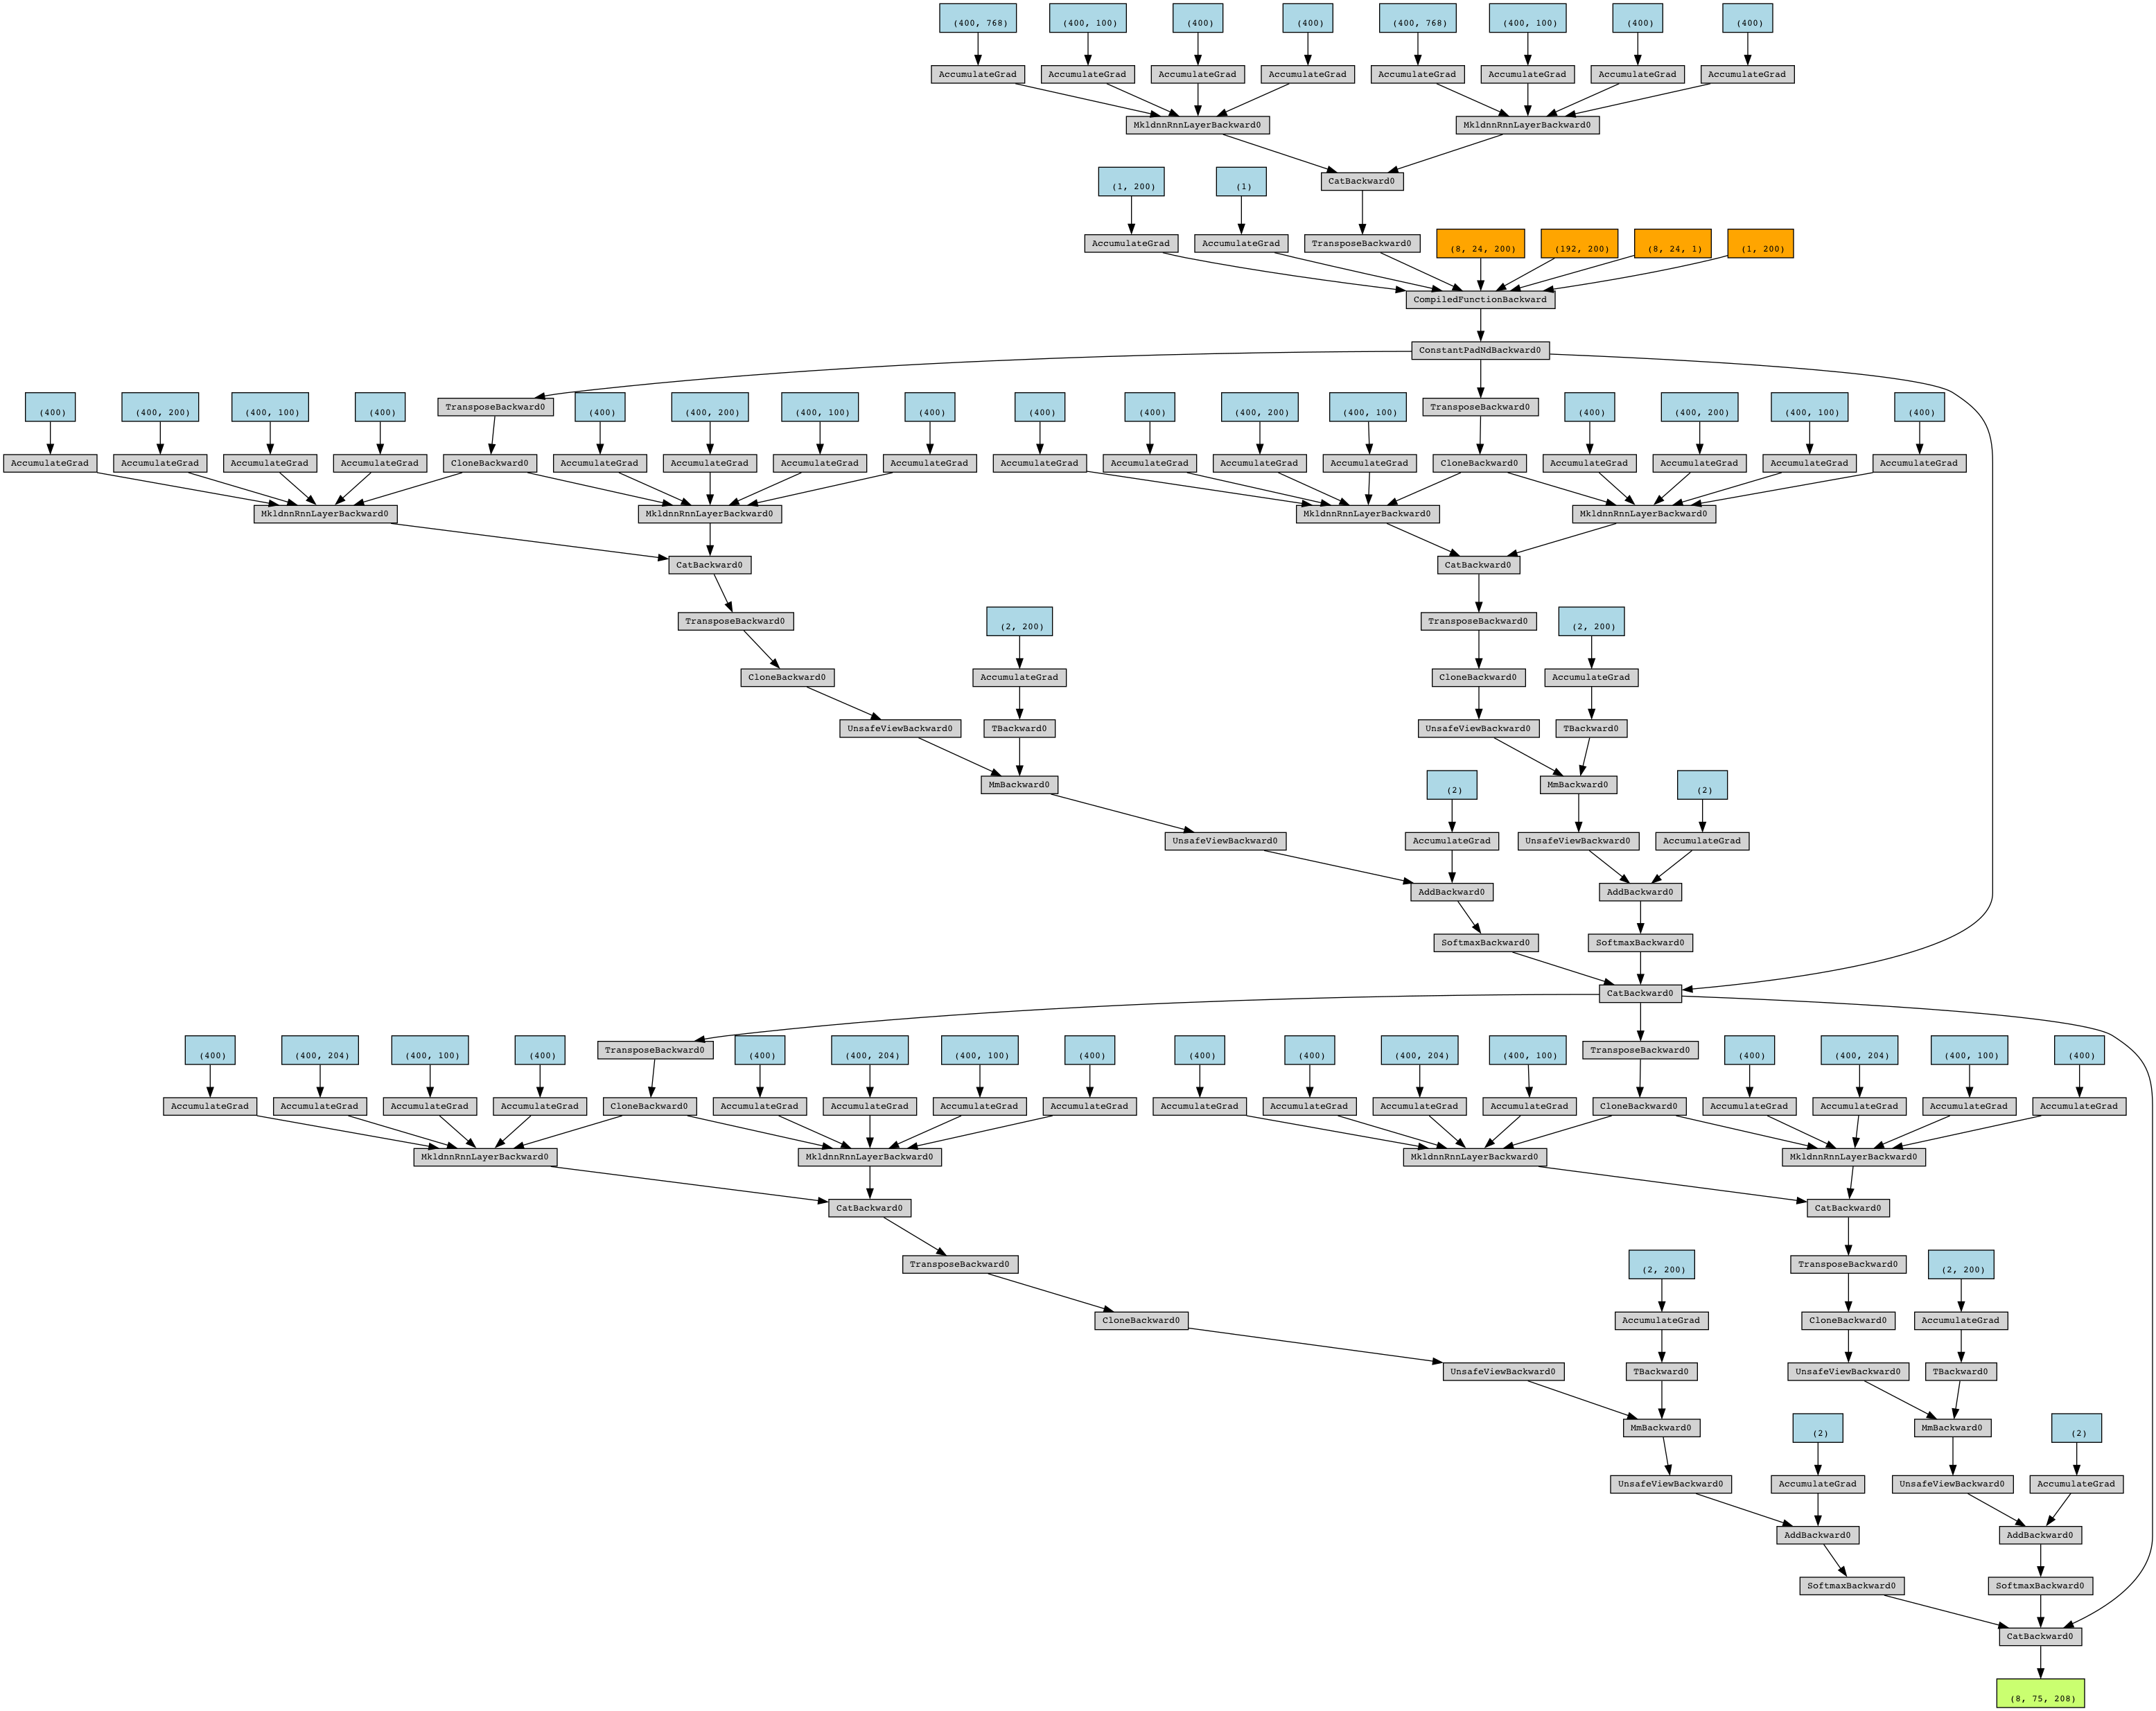 (400, 768)
(400, 100)
(400)
(400)
(400, 768)
(400, 100)
(400)
(400)
AccumulateGrad
AccumulateGrad
AccumulateGrad
AccumulateGrad
AccumulateGrad
AccumulateGrad
AccumulateGrad
AccumulateGrad
MkldnnRnnLayerBackward0
MkldnnRnnLayerBackward0
(1, 200)
(1)
CatBackward0
AccumulateGrad
AccumulateGrad
TransposeBackward0
(8, 24, 200)
(192, 200)
(8, 24, 1)
(1, 200)
CompiledFunctionBackward
ConstantPadNdBackward0
(400)
(400, 200)
(400, 100)
(400)
TransposeBackward0
(400)
(400, 200)
(400, 100)
(400)
(400)
(400)
(400, 200)
(400, 100)
TransposeBackward0
(400)
(400, 200)
(400, 100)
(400)
AccumulateGrad
AccumulateGrad
AccumulateGrad
AccumulateGrad
CloneBackward0
AccumulateGrad
AccumulateGrad
AccumulateGrad
AccumulateGrad
AccumulateGrad
AccumulateGrad
AccumulateGrad
AccumulateGrad
CloneBackward0
AccumulateGrad
AccumulateGrad
AccumulateGrad
AccumulateGrad
MkldnnRnnLayerBackward0
MkldnnRnnLayerBackward0
MkldnnRnnLayerBackward0
MkldnnRnnLayerBackward0
CatBackward0
CatBackward0
TransposeBackward0
(2, 200)
TransposeBackward0
(2, 200)
CloneBackward0
AccumulateGrad
CloneBackward0
AccumulateGrad
UnsafeViewBackward0
TBackward0
UnsafeViewBackward0
TBackward0
MmBackward0
(2)
MmBackward0
(2)
UnsafeViewBackward0
AccumulateGrad
UnsafeViewBackward0
AccumulateGrad
AddBackward0
AddBackward0
SoftmaxBackward0
SoftmaxBackward0
CatBackward0
(400)
(400, 204)
(400, 100)
(400)
TransposeBackward0
(400)
(400, 204)
(400, 100)
(400)
(400)
(400)
(400, 204)
(400, 100)
TransposeBackward0
(400)
(400, 204)
(400, 100)
(400)
AccumulateGrad
AccumulateGrad
AccumulateGrad
AccumulateGrad
CloneBackward0
AccumulateGrad
AccumulateGrad
AccumulateGrad
AccumulateGrad
AccumulateGrad
AccumulateGrad
AccumulateGrad
AccumulateGrad
CloneBackward0
AccumulateGrad
AccumulateGrad
AccumulateGrad
AccumulateGrad
MkldnnRnnLayerBackward0
MkldnnRnnLayerBackward0
MkldnnRnnLayerBackward0
MkldnnRnnLayerBackward0
CatBackward0
CatBackward0
TransposeBackward0
(2, 200)
TransposeBackward0
(2, 200)
CloneBackward0
AccumulateGrad
CloneBackward0
AccumulateGrad
UnsafeViewBackward0
TBackward0
UnsafeViewBackward0
TBackward0
MmBackward0
(2)
MmBackward0
(2)
UnsafeViewBackward0
AccumulateGrad
UnsafeViewBackward0
AccumulateGrad
AddBackward0
AddBackward0
SoftmaxBackward0
SoftmaxBackward0
CatBackward0
(8, 75, 208)